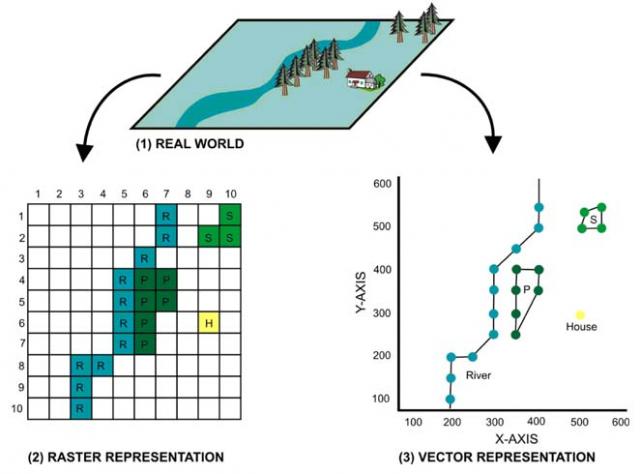 (1) REAL WORLD
1 2 3 4 5 6 7 8 9 10
1 R S
2 R S S
3 R
4 R P P
5 R P P
6 R P H
7 R P
8 R R
9 R
10 R
(2) RASTER REPRESENTATION
600
500
400
300
200
100
Y-AXIS
S
P
House
River
100 200 300 400 500 600
X-AXIS
(3) VECTOR REPRESENTATION